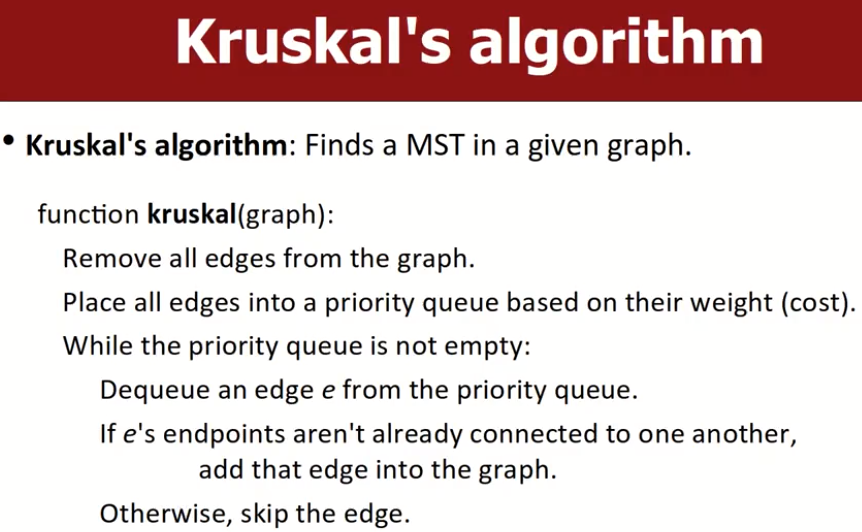 Kruskal's algorithm
• Kruskal's algorithm: Finds a MST in a given graph.
function kruskal(graph):
Remove all edges from the graph.
Place all edges into a priority queue based on their weight (cost).
While the priority queue is not empty:
Dequeue an edge e from the priority queue.
If e's endpoints aren't already connected to one another,
add that edge into the graph.
Otherwise, skip the edge.